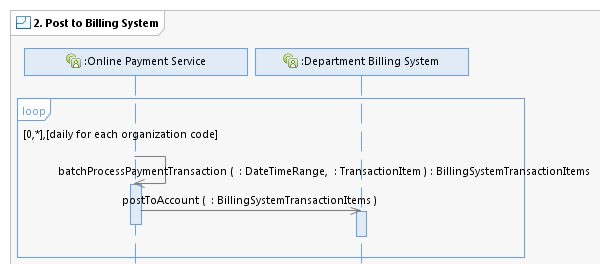 2. Post to Billing System
:Online Payment Service
:Department Billing System
loop
[0,*],[daily for each organization code]
batchProcessPaymentTransaction ( : DateTimeRange, : TransactionItem ) : BillingSystemTransactionItems
postToAccount ( : BillingSystemTransactionItems )